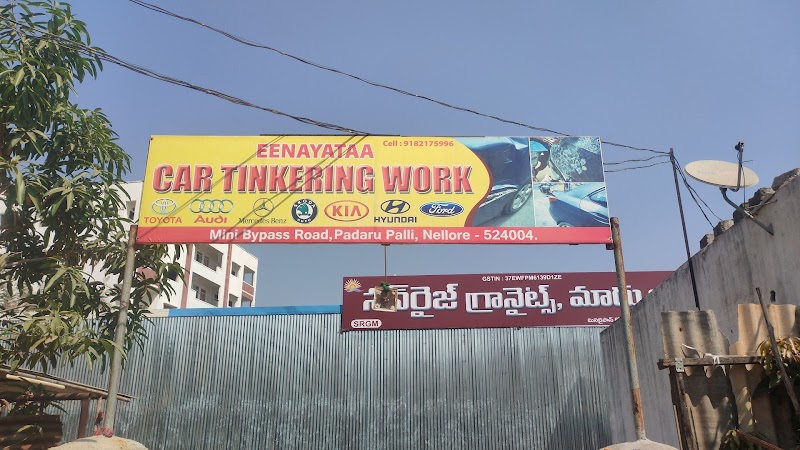 EENAYATAA
Cell : 9182175996
CAR TINKERING WORK
TOYOTA Audi Mercedes-Benz SKODA KIA HYUNDAI Ford
Mini Bypass Road, Padaru Palli, Nellore - 524004.
GSTIN : 37EWFPM6139D1ZE
సన్‌రైజ్ గ్రానైట్స్,
SRGM